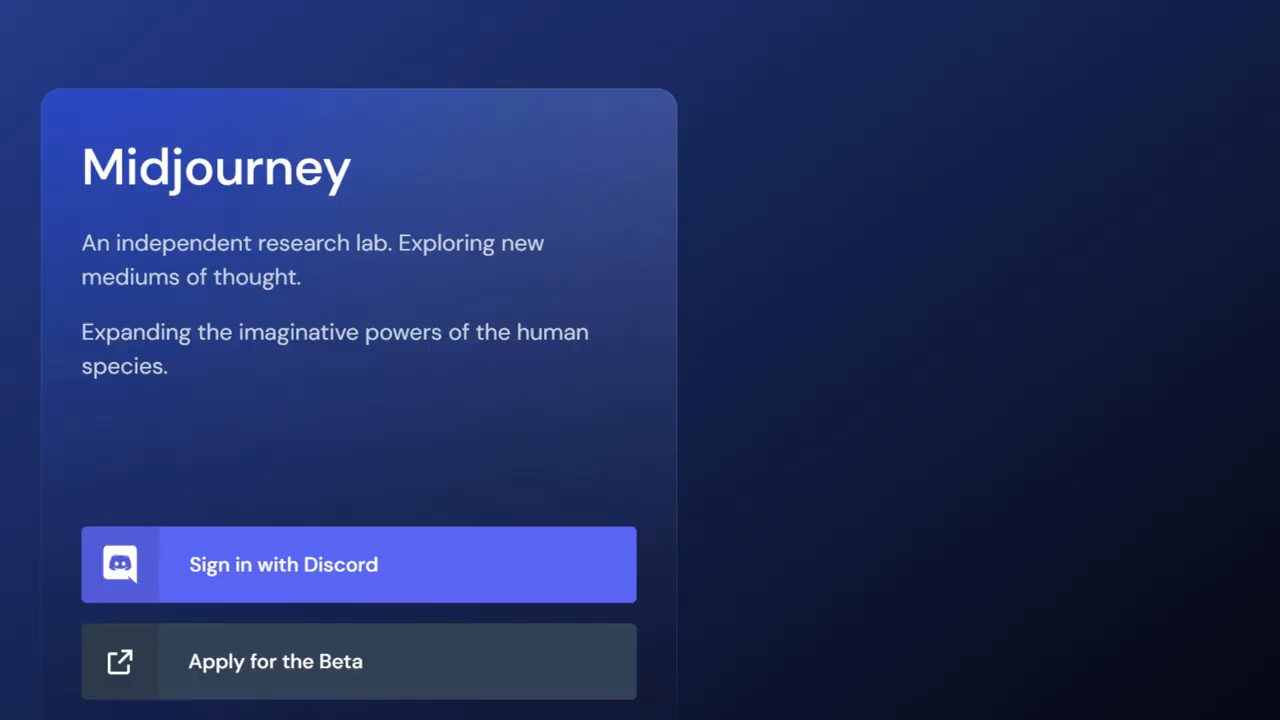 Midjourney
An independent research lab. Exploring new
mediums of thought.
Expanding the imaginative powers of the human
species.
Sign in with Discord
Apply for the Beta